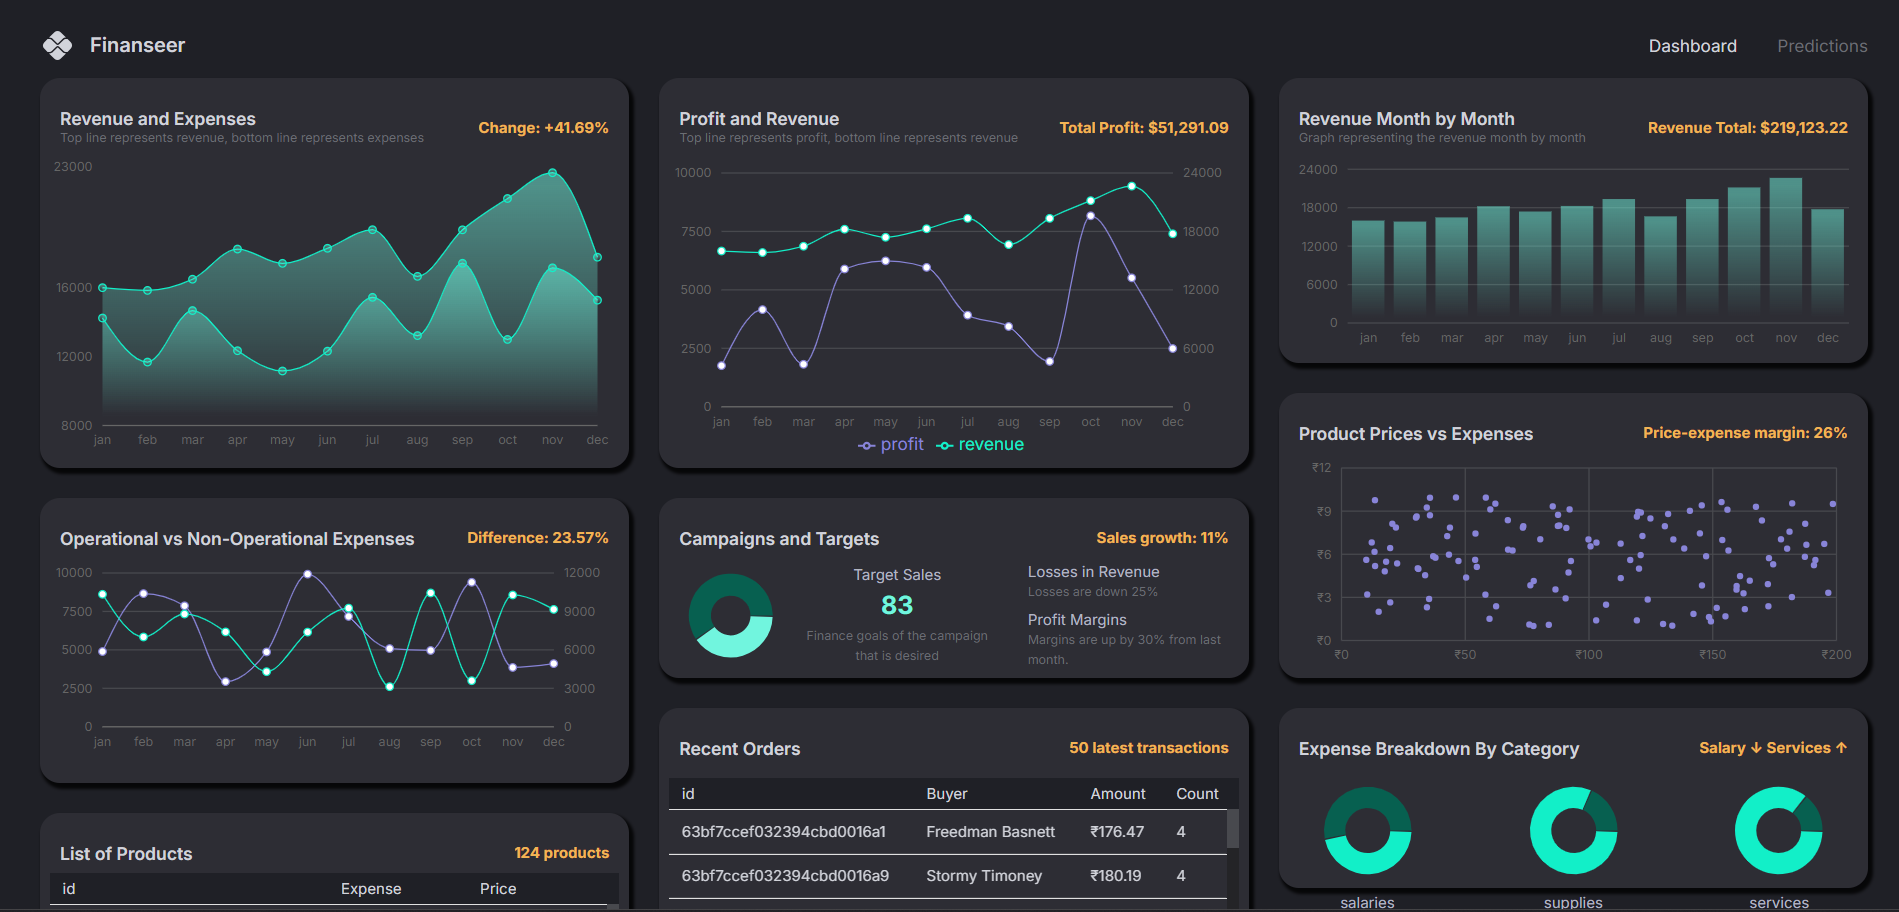 Finanseer
Dashboard
Predictions
Revenue and Expenses
Top line represents revenue, bottom line represents expenses
Change: +41.69%
23000
16000
12000
8000
jan feb mar apr may jun jul aug sep oct nov dec
Profit and Revenue
Top line represents profit, bottom line represents revenue
Total Profit: $51,291.09
10000
7500
5000
2500
0
24000
18000
12000
6000
0
jan feb mar apr may jun jul aug sep oct nov dec
profit revenue
Revenue Month by Month
Graph representing the revenue month by month
Revenue Total: $219,123.22
24000
18000
12000
6000
0
jan feb mar apr may jun jul aug sep oct nov dec
Operational vs Non-Operational Expenses
Difference: 23.57%
10000
7500
5000
2500
0
12000
9000
6000
3000
0
jan feb mar apr may jun jul aug sep oct nov dec
Campaigns and Targets
Sales growth: 11%
Target Sales
83
Finance goals of the campaign
that is desired
Losses in Revenue
Losses are down 25%
Profit Margins
Margins are up by 30% from last
month.
Product Prices vs Expenses
Price-expense margin: 26%
₹12
₹9
₹6
₹3
₹0
₹0 ₹50 ₹100 ₹150 ₹200
List of Products
124 products
id Expense Price
Recent Orders
50 latest transactions
id Buyer Amount Count
63bf7ccef032394cbd0016a1 Freedman Basnett ₹176.47 4
63bf7ccef032394cbd0016a9 Stormy Timoney ₹180.19 4
Expense Breakdown By Category
Salary ↓ Services ↑
salaries supplies services